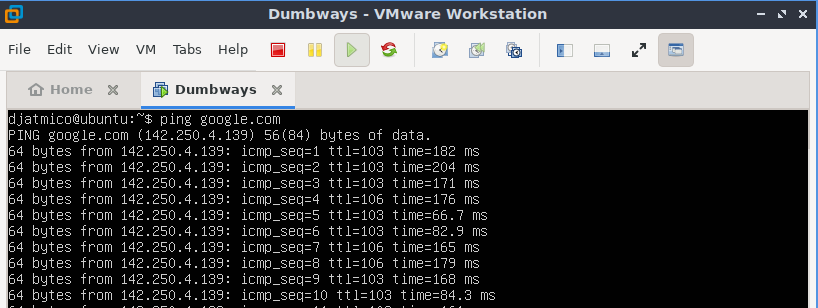 Dumbways - VMware Workstation
File Edit View VM Tabs Help
Home Dumbways
djatmico@ubuntu:~$ ping google.com
PING google.com (142.250.4.139) 56(84) bytes of data.
64 bytes from 142.250.4.139: icmp_seq=1 ttl=103 time=182 ms
64 bytes from 142.250.4.139: icmp_seq=2 ttl=103 time=204 ms
64 bytes from 142.250.4.139: icmp_seq=3 ttl=103 time=171 ms
64 bytes from 142.250.4.139: icmp_seq=4 ttl=106 time=176 ms
64 bytes from 142.250.4.139: icmp_seq=5 ttl=103 time=66.7 ms
64 bytes from 142.250.4.139: icmp_seq=6 ttl=103 time=82.9 ms
64 bytes from 142.250.4.139: icmp_seq=7 ttl=106 time=165 ms
64 bytes from 142.250.4.139: icmp_seq=8 ttl=106 time=179 ms
64 bytes from 142.250.4.139: icmp_seq=9 ttl=103 time=168 ms
64 bytes from 142.250.4.139: icmp_seq=10 ttl=103 time=84.3 ms